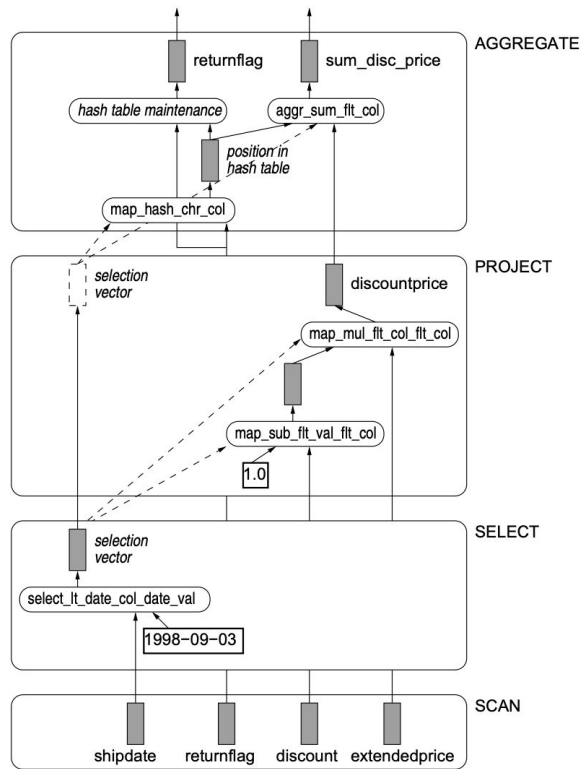 AGGREGATE
returnflag
sum_disc_price
hash table maintenance
aggr_sum_flt_col
position in
hash table
map_hash_chr_col
PROJECT
selection
vector
discountprice
map_mul_flt_col_flt_col
map_sub_flt_val_flt_col
1.0
SELECT
selection
vector
select_lt_date_col_date_val
1998−09−03
SCAN
shipdate
returnflag
discount
extendedprice